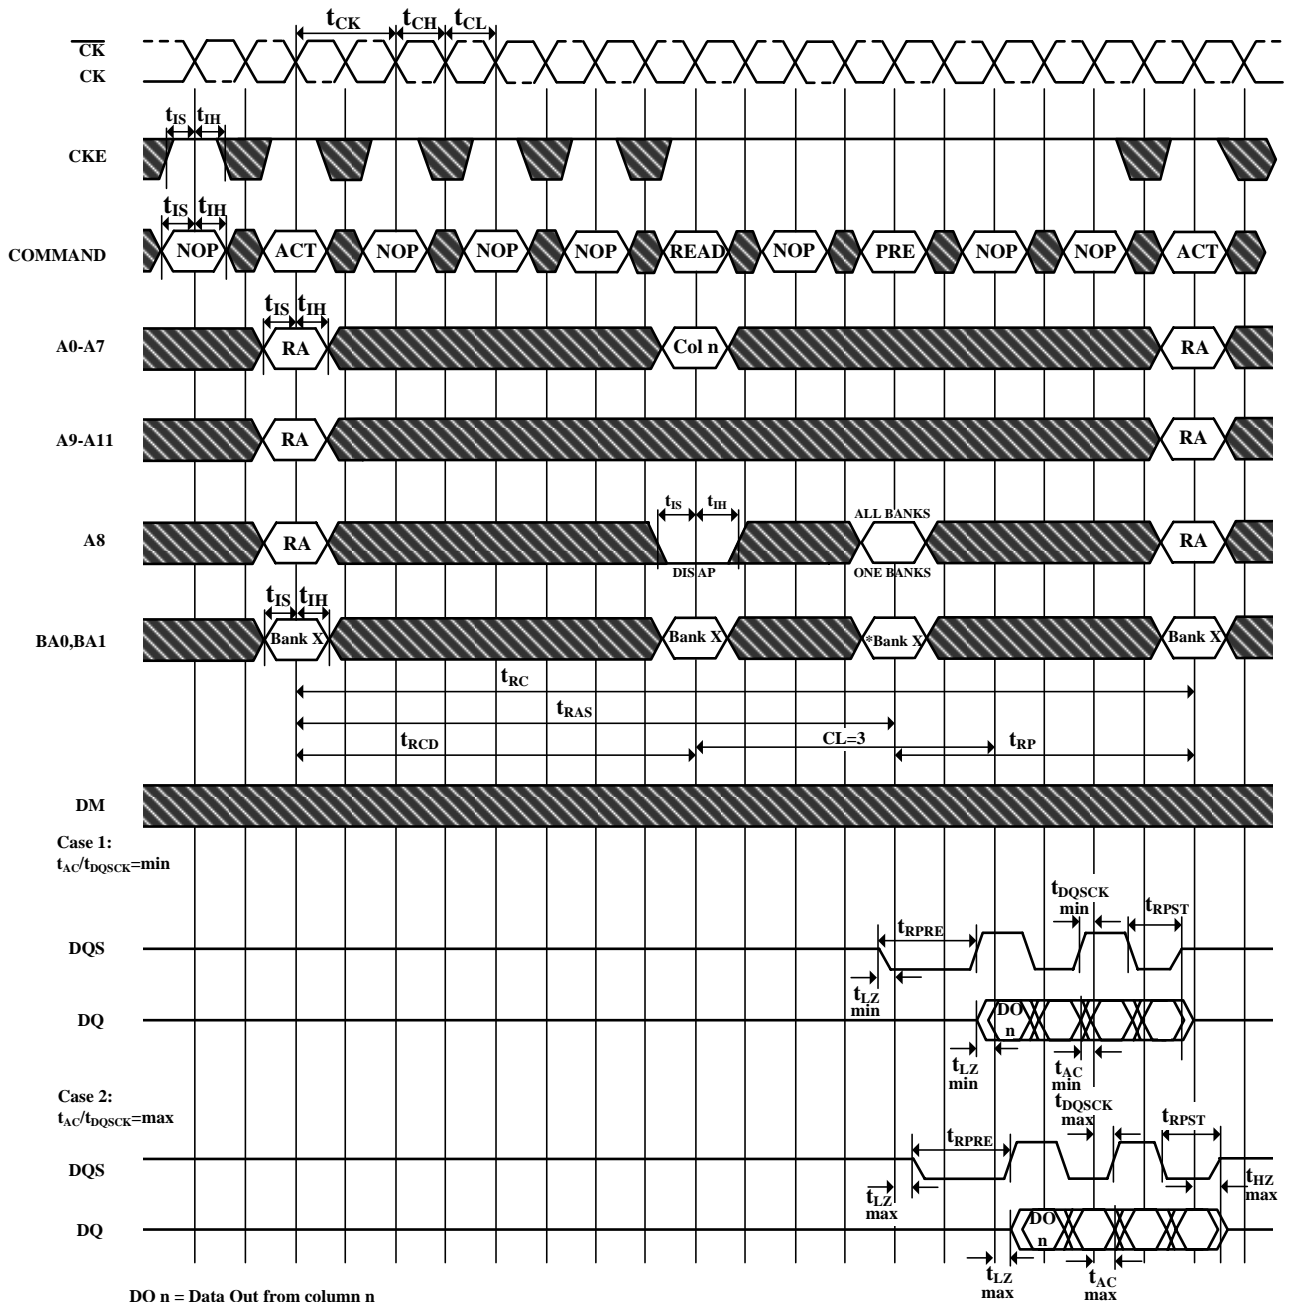 tCK tCH tCL
CK
CK
tIS tIH
CKE
tIS tIH
COMMAND NOP ACT NOP NOP NOP READ NOP PRE NOP NOP ACT
tIS tIH
A0-A7 RA Col n RA
A9-A11 RA RA
tIS tIH ALL BANKS
A8 RA RA
DIS AP ONE BANKS
tIS tIH
BA0,BA1 Bank X Bank X *Bank X Bank X
tRC
tRAS
tRCD CL=3 tRP
DM
Case 1:
tAC/tDQSCK=min
tDQSCK
min
tRPST
tRPRE
DQS
tLZ
min
DQ DO
n
tLZ
min
tAC
min
Case 2:
tAC/tDQSCK=max
tDQSCK
max
tRPST
tRPRE
DQS
tLZ
max
tHZ
max
DQ DO
n
tLZ
max
tAC
max
DO n = Data Out from column n